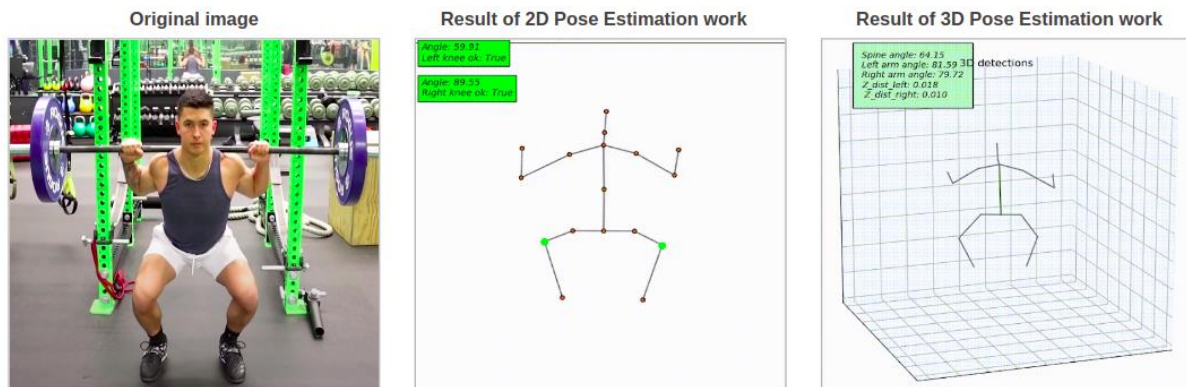 Original image
Result of 2D Pose Estimation work
Result of 3D Pose Estimation work
Angle: 59.91
Left knee ok: True
Angle: 89.55
Right knee ok: True
Spine angle: 64.15
Left arm angle: 81.59
3D detections
Right arm angle: 79.72
Z_dist_left: 0.018
Z_dist_right: 0.010